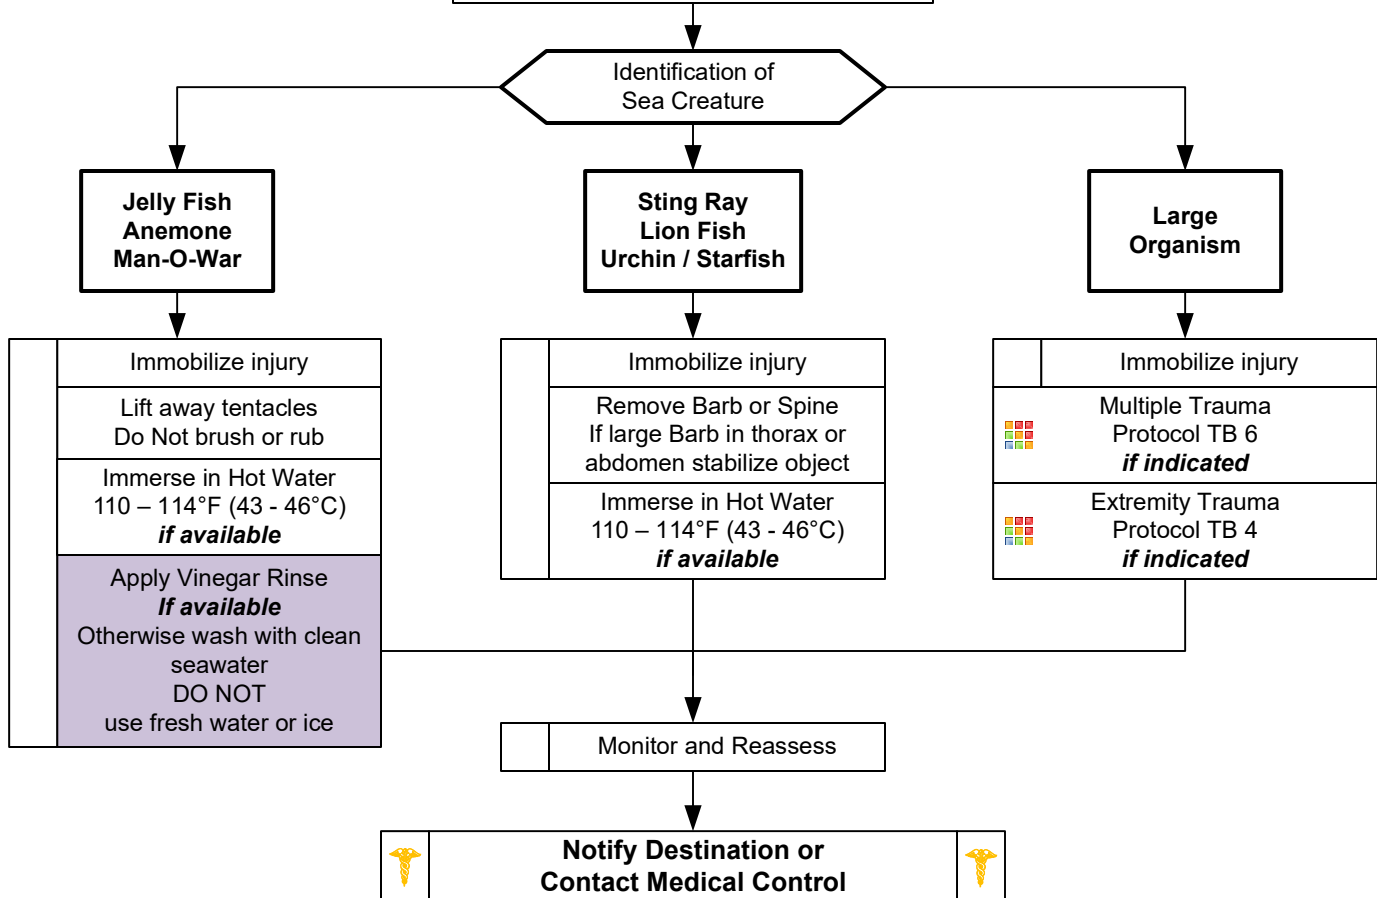 Identification of
Sea Creature
Jelly Fish
Anemone
Man-O-War
Sting Ray
Lion Fish
Urchin / Starfish
Large
Organism
Immobilize injury
Lift away tentacles
Do Not brush or rub
Immerse in Hot Water
110 – 114°F (43 - 46°C)
if available
Apply Vinegar Rinse
If available
Otherwise wash with clean
seawater
DO NOT
use fresh water or ice
Immobilize injury
Remove Barb or Spine
If large Barb in thorax or
abdomen stabilize object
Immerse in Hot Water
110 – 114°F (43 - 46°C)
if available
Immobilize injury
Multiple Trauma
Protocol TB 6
if indicated
Extremity Trauma
Protocol TB 4
if indicated
Monitor and Reassess
Notify Destination or
Contact Medical Control